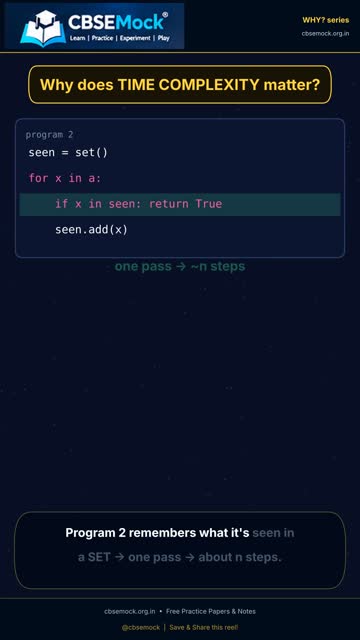 CBSEMock®
Learn | Practice | Experiment | Play
WHY? series
cbsemock.org.in
Why does TIME COMPLEXITY matter?
program 2
seen = set()
for x in a:
if x in seen: return True
seen.add(x)
one pass → ~n steps
Program 2 remembers what it's seen in
a SET → one pass → about n steps.
cbsemock.org.in • Free Practice Papers & Notes
@cbsemock | Save & Share this reel!